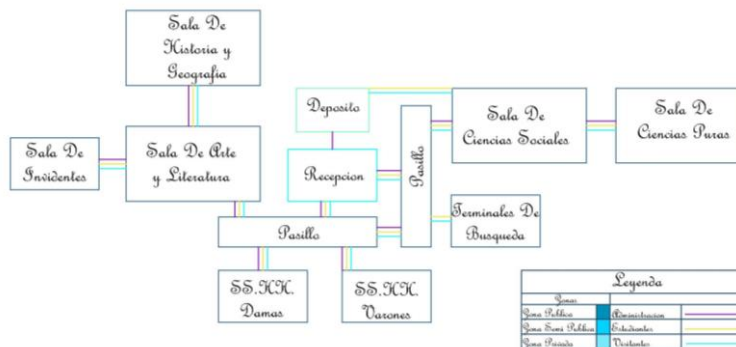 Sala De
Historia y
Geografia
Deposito
Sala De
Ciencias Sociales
Sala De
Ciencias Puras
Sala De
Invidentes
Sala De Arte
y Literatura
Recepcion
Pasillo
Terminales De
Busqueda
Pasillo
SS.HH.
Damas
SS.HH.
Varones
Leyenda
Zonas
Zona Publica
Administracion
Zona Semi Publica
Estudiantes
Zona Privada
Visitantes